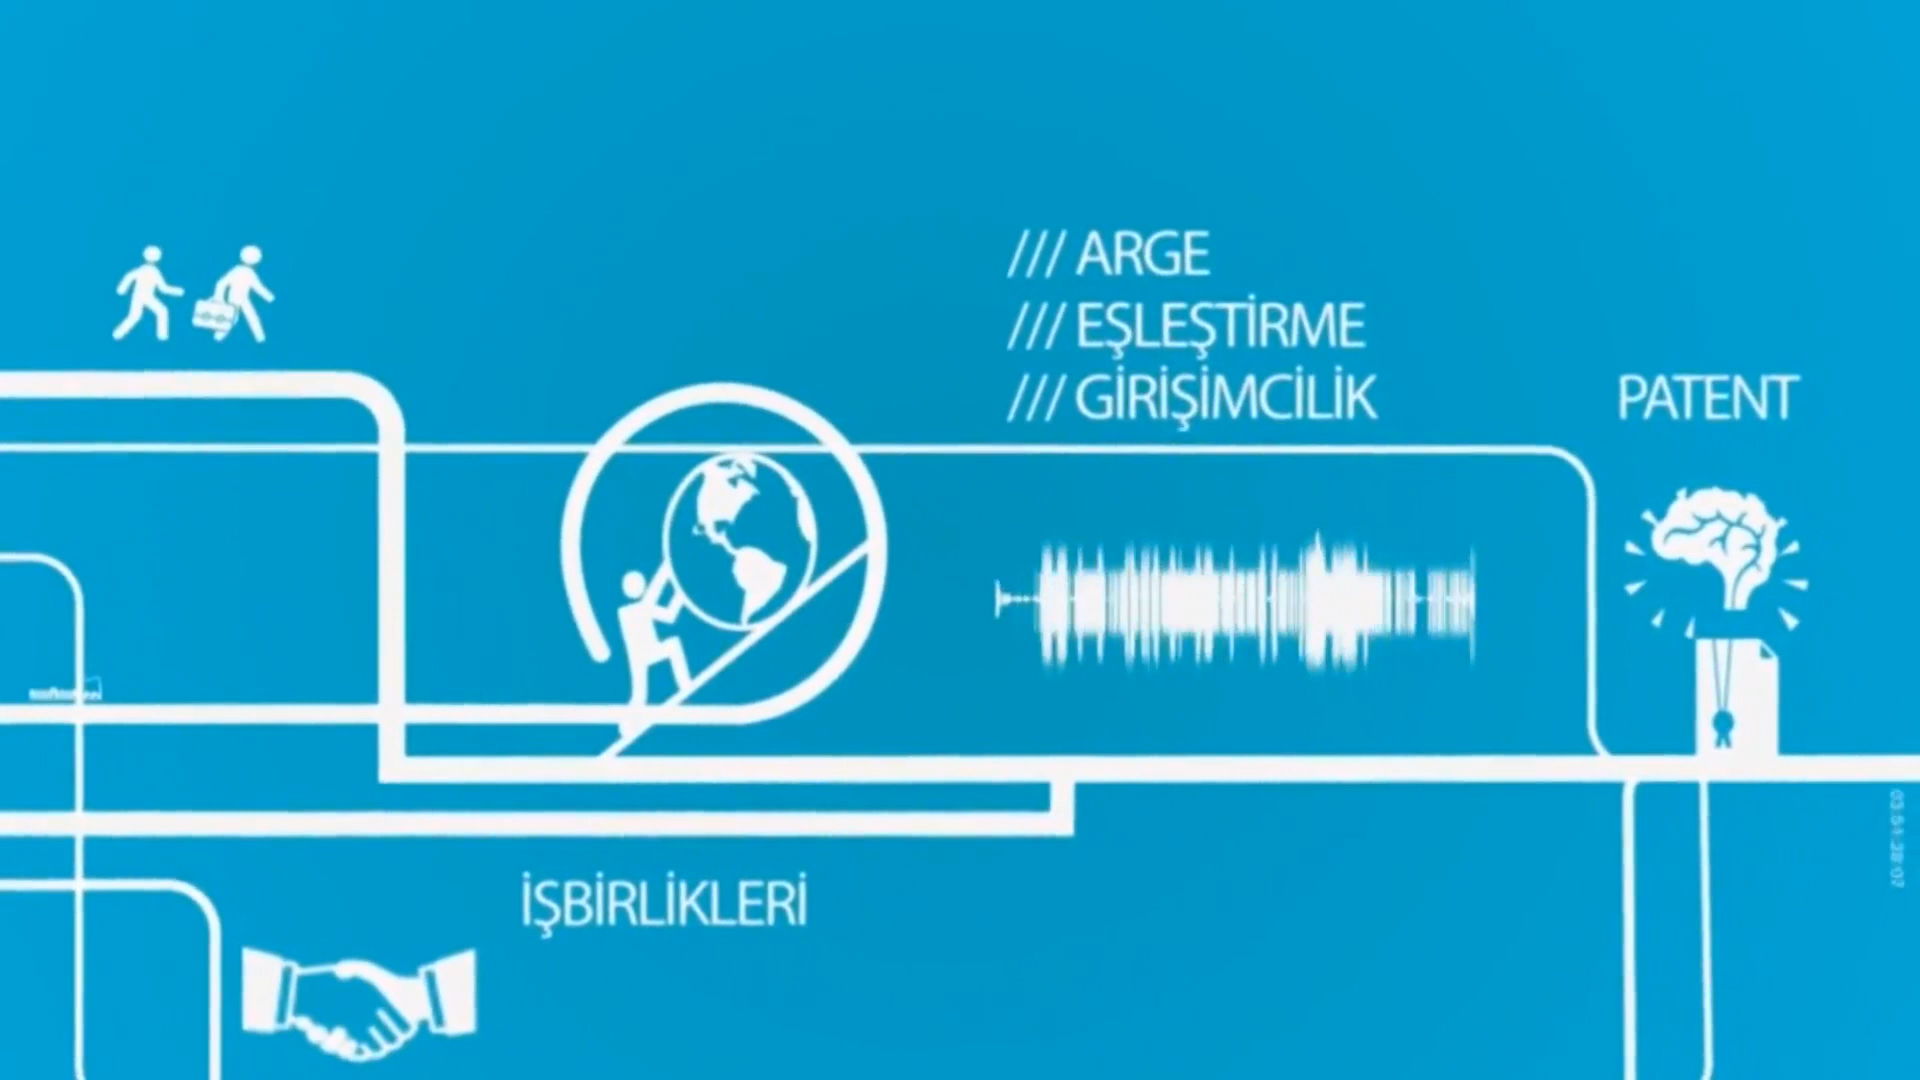 /// ARGE
/// EŞLEŞTİRME
/// GİRİŞİMCİLİK
PATENT
İŞBİRLİKLERİ